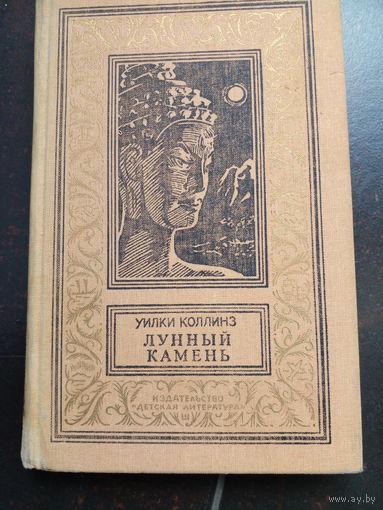 УИЛКИ КОЛЛИНЗ
ЛУННЫЙ
КАМЕНЬ
ИЗДАТЕЛЬСТВО
"ДЕТСКАЯ ЛИТЕРАТУРА"
www.ay.by